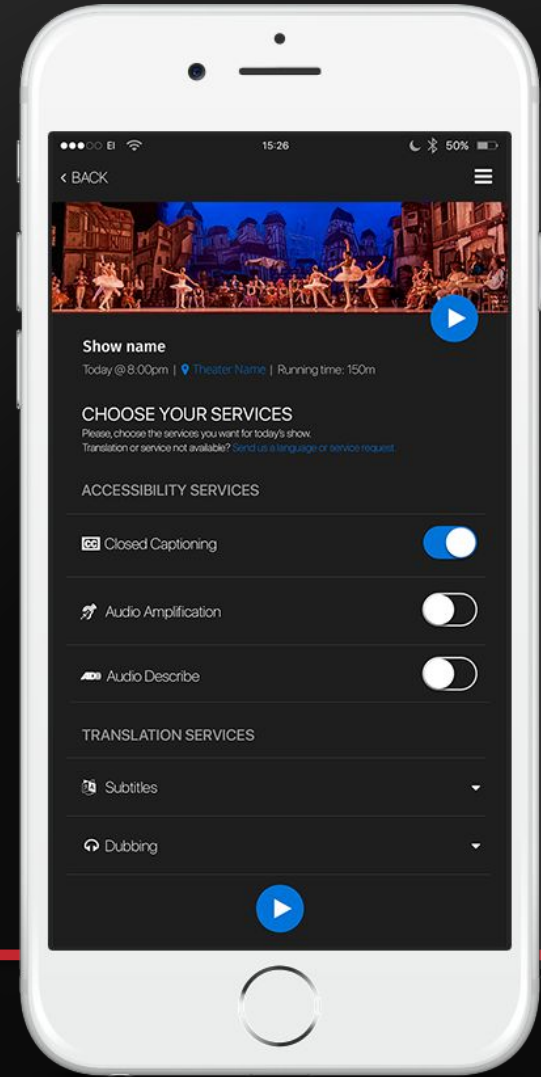 EI 15:26 50%
< BACK
Show name
Today @ 8:00pm | Theater Name | Running time: 150m
CHOOSE YOUR SERVICES
Please, choose the services you want for today's show.
Translation or service not available? Send us a language or service request
ACCESSIBILITY SERVICES
CC Closed Captioning
Audio Amplification
AD Audio Describe
TRANSLATION SERVICES
Subtitles
Dubbing